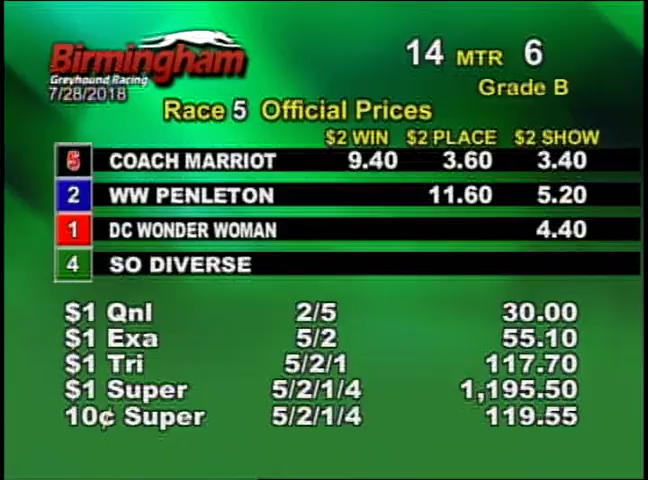 Birmingham
Greyhound Racing
7/28/2018
14 MTR 6
Grade B
Race 5 Official Prices
$2 WIN $2 PLACE $2 SHOW
5 COACH MARRIOT 9.40 3.60 3.40
2 WW PENLETON 11.60 5.20
1 DC WONDER WOMAN 4.40
4 SO DIVERSE
$1 Qnl 2/5 30.00
$1 Exa 5/2 55.10
$1 Tri 5/2/1 117.70
$1 Super 5/2/1/4 1,195.50
10¢ Super 5/2/1/4 119.55